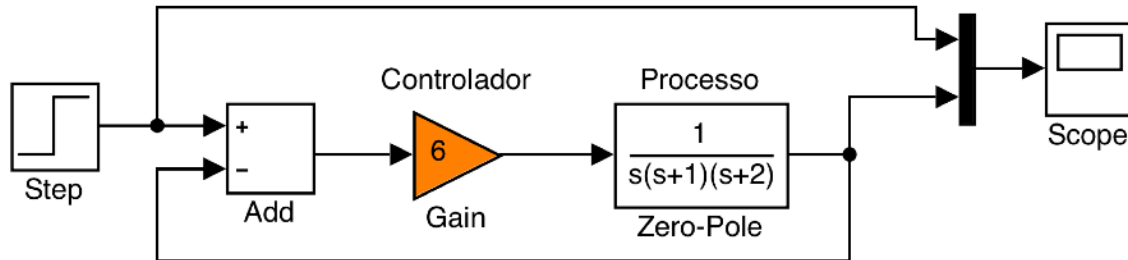 Controlador
Processo
+
−
6
1
s(s+1)(s+2)
Step
Add
Gain
Zero-Pole
Scope